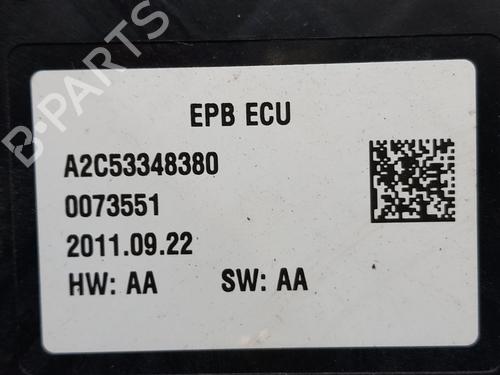 B-PARTS
EPB ECU
A2C53348380
0073551
2011.09.22
HW: AA SW: AA